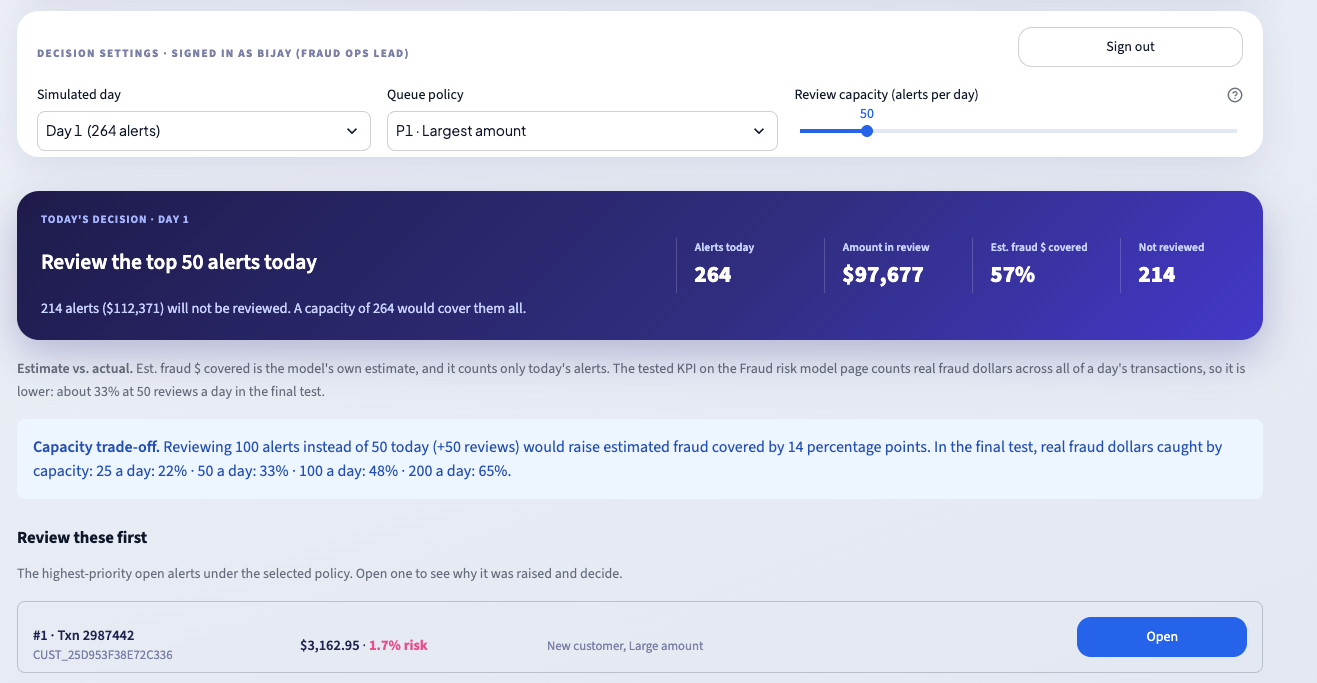 DECISION SETTINGS · SIGNED IN AS BIJAY (FRAUD OPS LEAD)
Sign out
Simulated day
Queue policy
Review capacity (alerts per day)
50
Day 1 (264 alerts)
P1 · Largest amount
TODAY'S DECISION · DAY 1
Review the top 50 alerts today
Alerts today
264
Amount in review
$97,677
Est. fraud $ covered
57%
Not reviewed
214
214 alerts ($112,371) will not be reviewed. A capacity of 264 would cover them all.
Estimate vs. actual. Est. fraud $ covered is the model's own estimate, and it counts only today's alerts. The tested KPI on the Fraud risk model page counts real fraud dollars across all of a day's transactions, so it is
lower: about 33% at 50 reviews a day in the final test.
Capacity trade-off. Reviewing 100 alerts instead of 50 today (+50 reviews) would raise estimated fraud covered by 14 percentage points. In the final test, real fraud dollars caught by
capacity: 25 a day: 22% · 50 a day: 33% · 100 a day: 48% · 200 a day: 65%.
Review these first
The highest-priority open alerts under the selected policy. Open one to see why it was raised and decide.
#1 · Txn 2987442
CUST_25D953F38E72C336
$3,162.95 · 1.7% risk
New customer, Large amount
Open